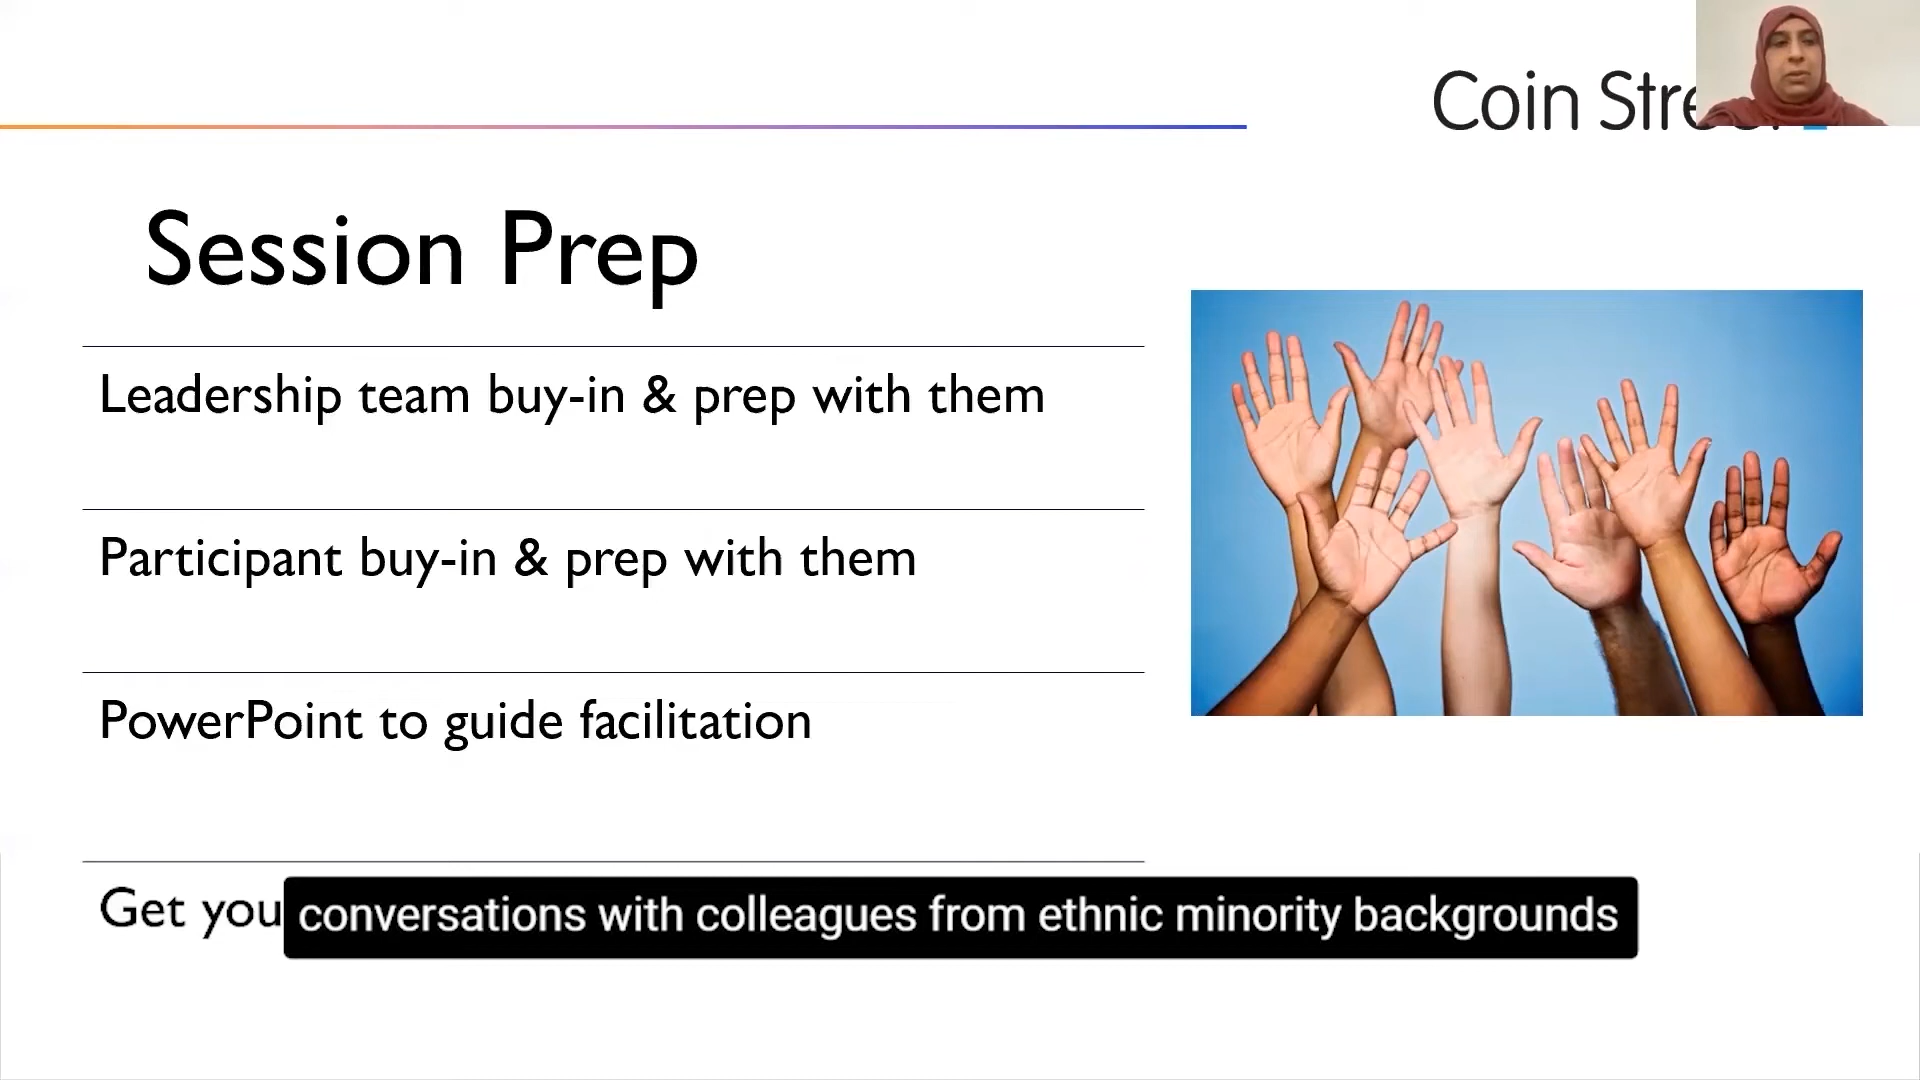 Coin Stre
Session Prep
Leadership team buy-in & prep with them
Participant buy-in & prep with them
PowerPoint to guide facilitation
Get you
conversations with colleagues from ethnic minority backgrounds